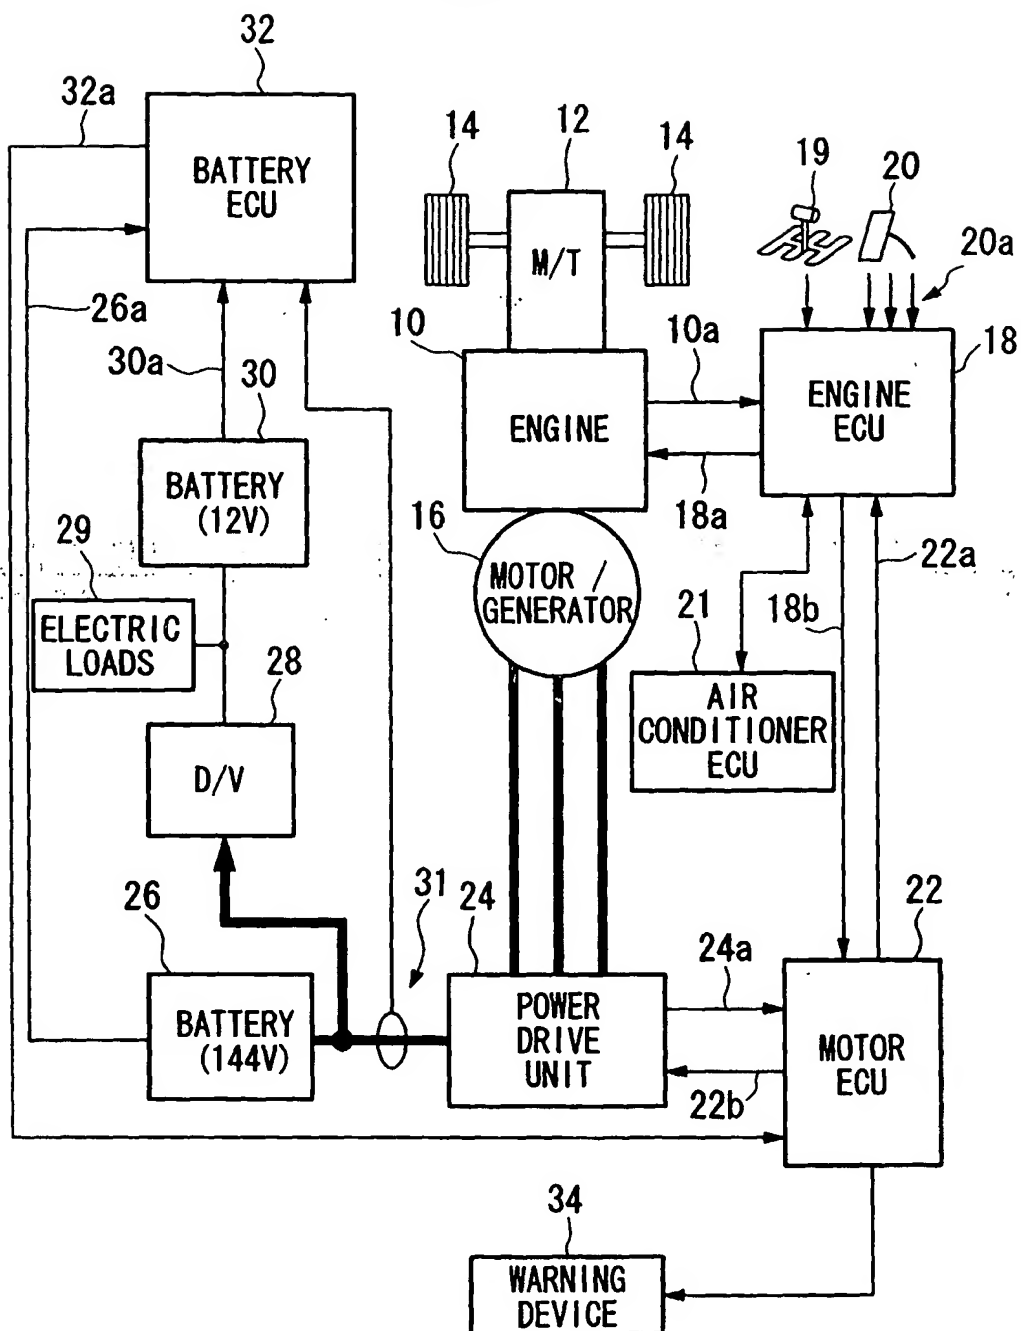 32
32a
BATTERY
ECU
14
12
14
19
20
20a
M/T
26a
10
10a
18
30a
30
ENGINE
ENGINE
ECU
18a
BATTERY
(12V)
16
29
MOTOR /
GENERATOR
22a
18b
ELECTRIC
LOADS
21
28
AIR
CONDITIONER
ECU
D/V
31
26
24
22
24a
BATTERY
(144V)
POWER
DRIVE
UNIT
MOTOR
ECU
22b
34
WARNING
DEVICE